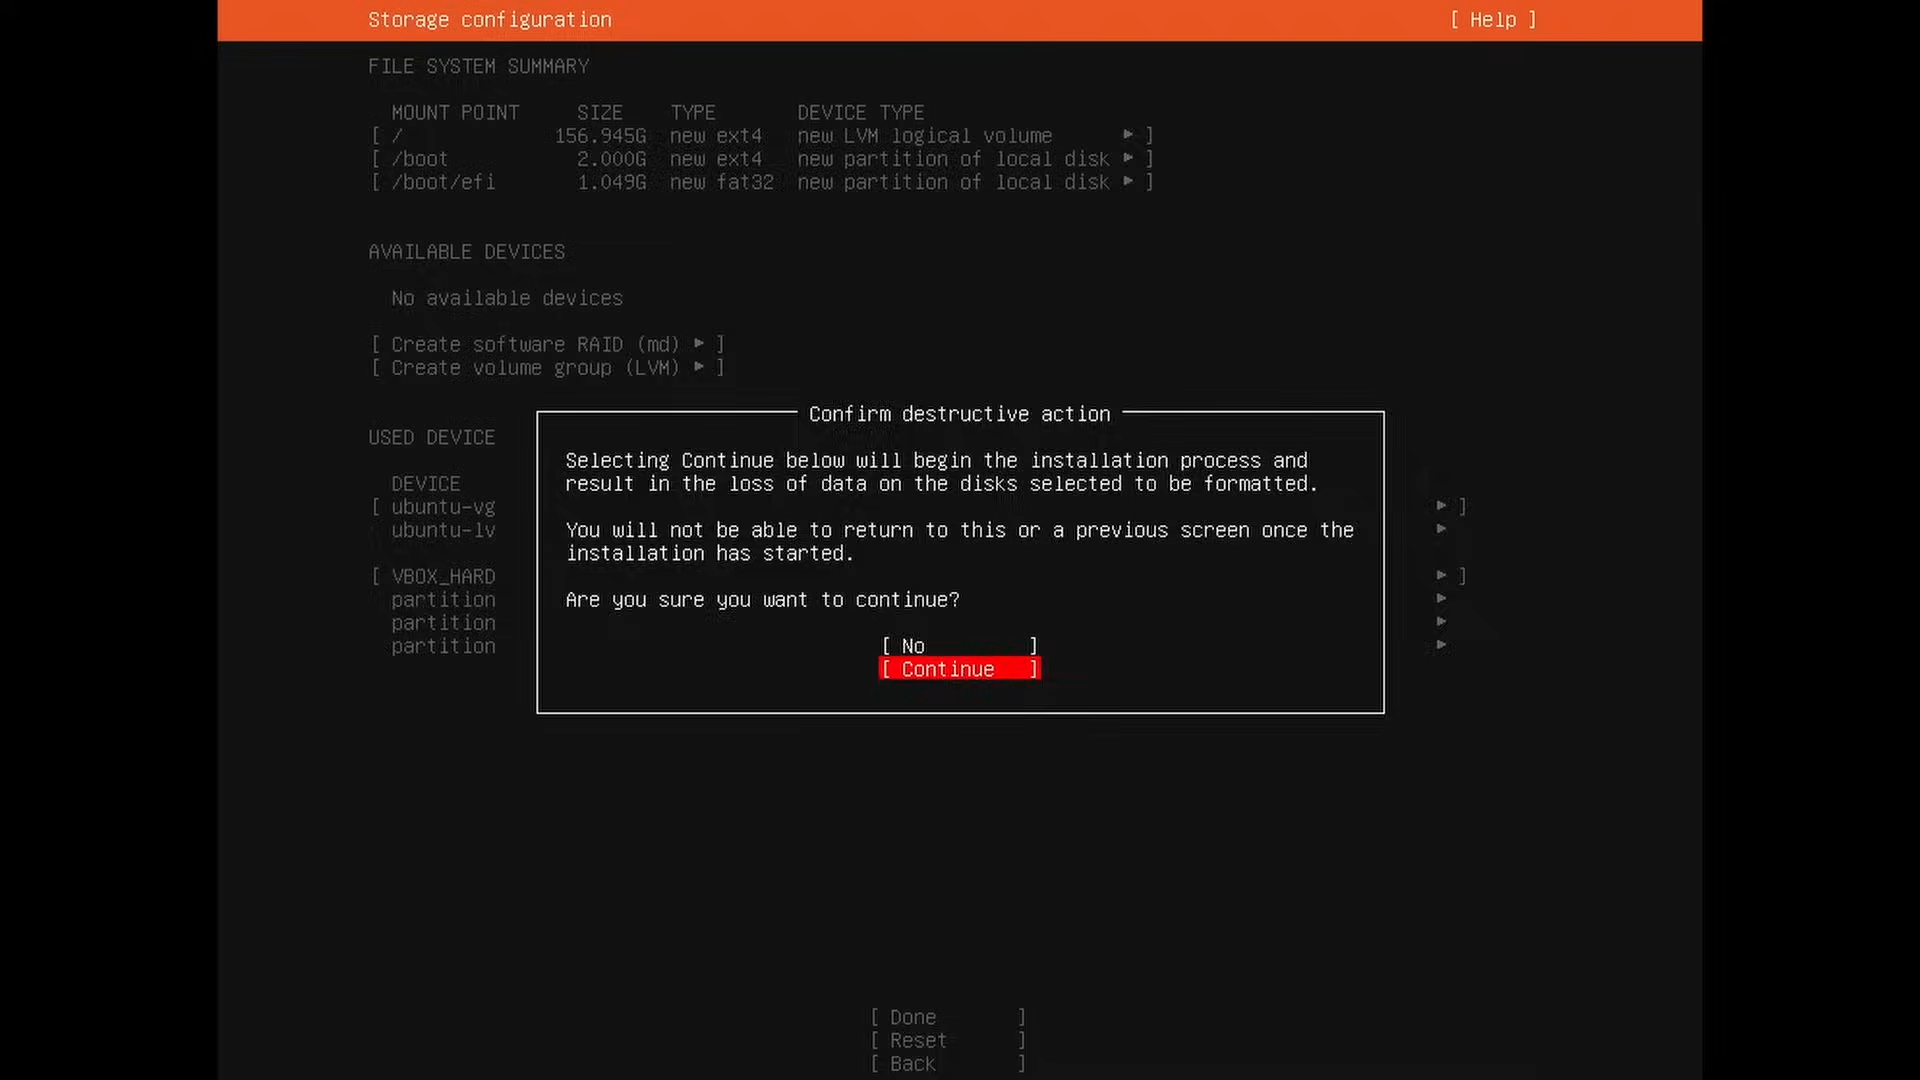 Storage configuration [ Help ]
FILE SYSTEM SUMMARY
MOUNT POINT SIZE TYPE DEVICE TYPE
[ / 156.945G new ext4 new LVM logical volume ▸ ]
[ /boot 2.000G new ext4 new partition of local disk ▸ ]
[ /boot/efi 1.049G new fat32 new partition of local disk ▸ ]
AVAILABLE DEVICES
No available devices
[ Create software RAID (md) ▸ ]
[ Create volume group (LVM) ▸ ]
USED DEVICE
DEVICE
[ ubuntu-vg ▸ ]
ubuntu-lv ▸
[ VBOX_HARD ▸ ]
partition ▸
partition ▸
partition ▸
Confirm destructive action
Selecting Continue below will begin the installation process and
result in the loss of data on the disks selected to be formatted.
You will not be able to return to this or a previous screen once the
installation has started.
Are you sure you want to continue?
[ No ]
[ Continue ]
[ Done ]
[ Reset ]
[ Back ]